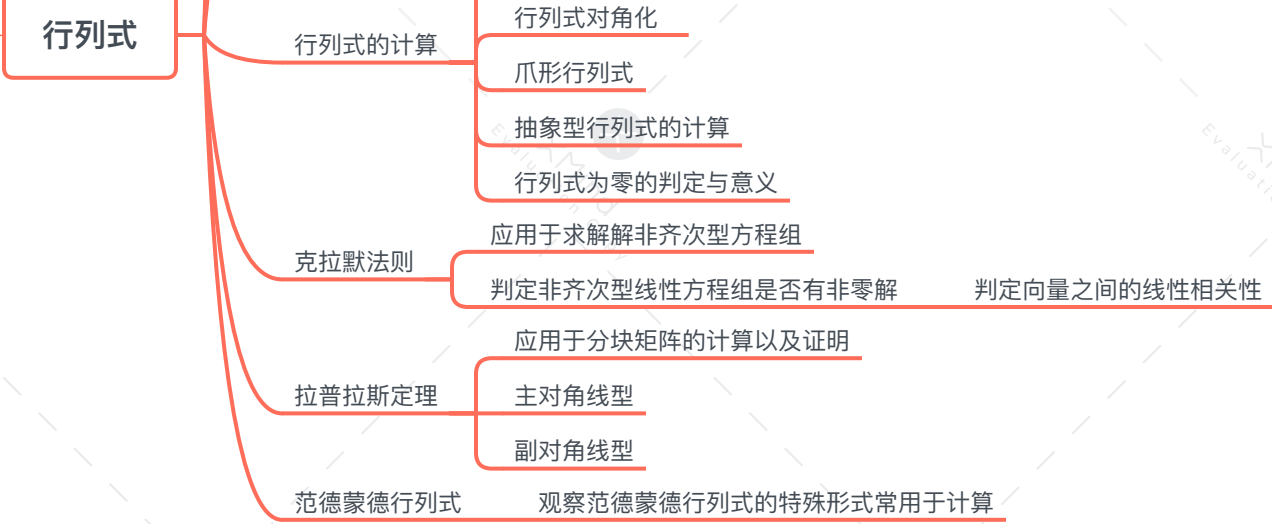 行列式
行列式的计算
行列式对角化
爪形行列式
抽象型行列式的计算
行列式为零的判定与意义
克拉默法则
应用于求解解非齐次型方程组
判定非齐次型线性方程组是否有非零解
判定向量之间的线性相关性
拉普拉斯定理
应用于分块矩阵的计算以及证明
主对角线型
副对角线型
范德蒙德行列式
观察范德蒙德行列式的特殊形式常用于计算